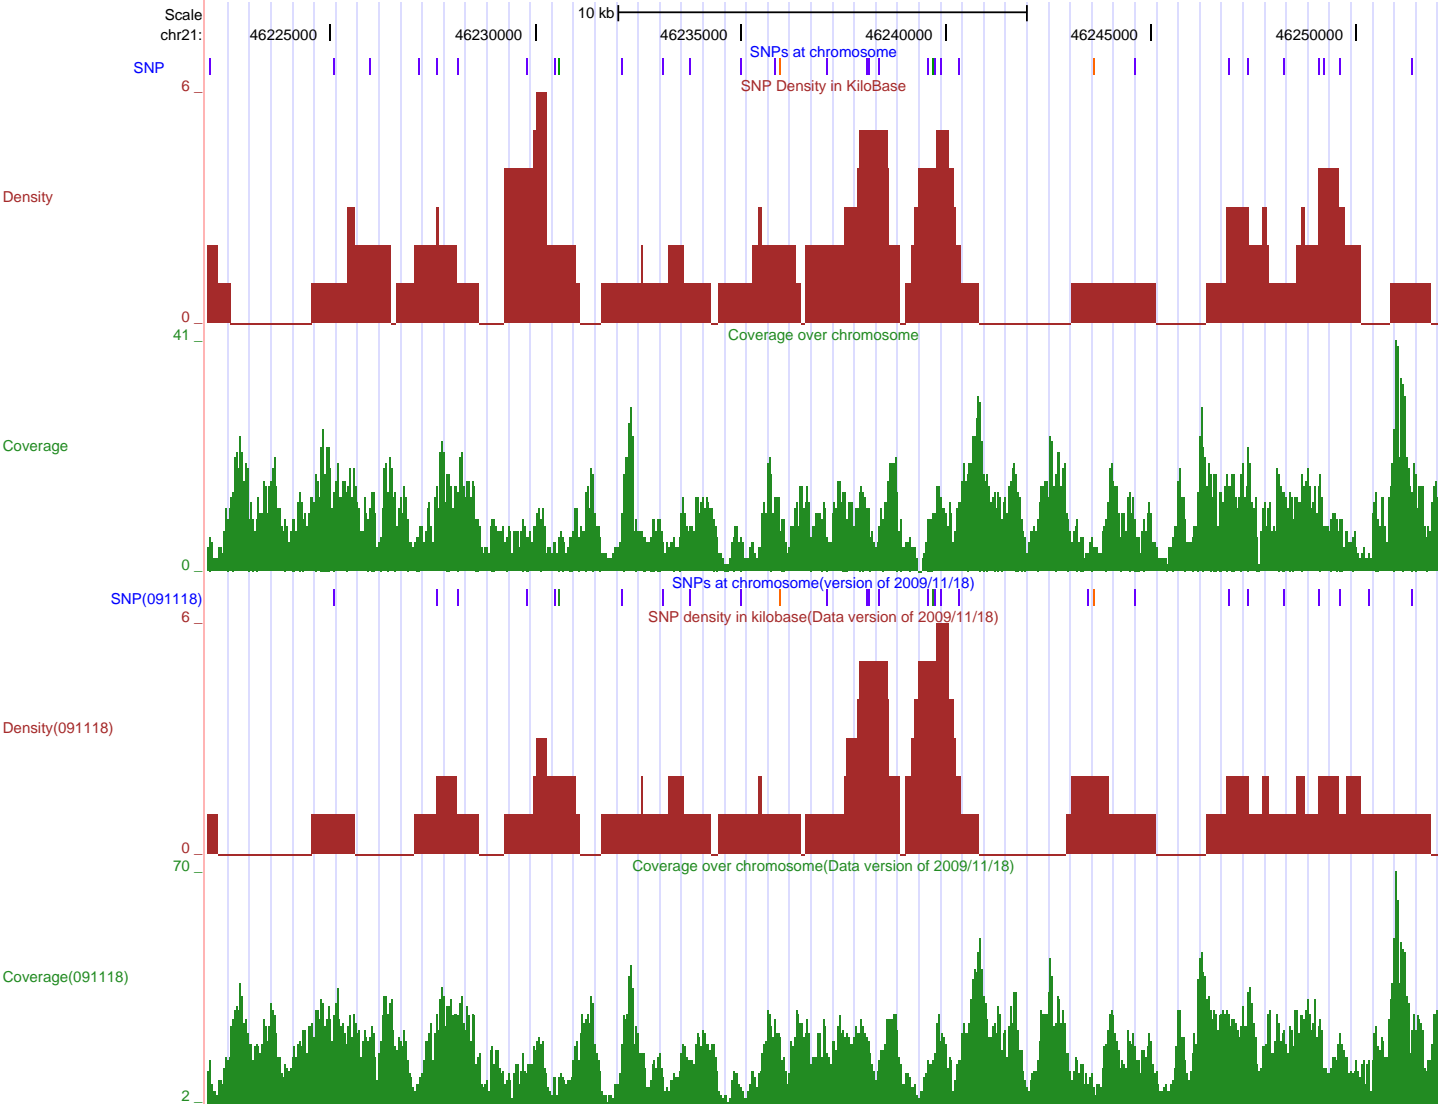 Scale 10 kb
chr21: 46225000 46230000 46235000 46240000 46245000 46250000
SNPs at chromosome
SNP
6 _ SNP Density in KiloBase
Density
0 _
41 _ Coverage over chromosome
Coverage
0 _
SNPs at chromosome(version of 2009/11/18)
SNP(091118)
6 _ SNP density in kilobase(Data version of 2009/11/18)
Density(091118)
0 _
70 _ Coverage over chromosome(Data version of 2009/11/18)
Coverage(091118)
2 _